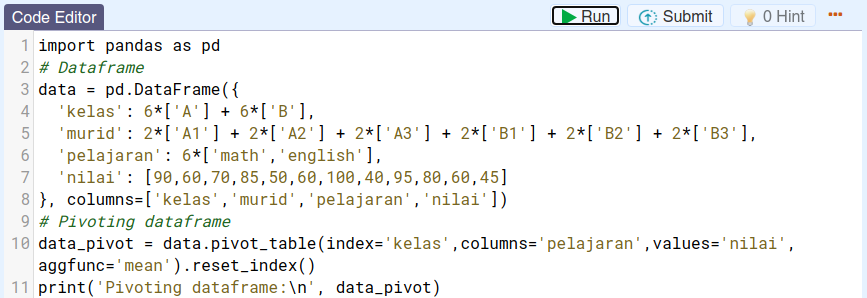 Code Editor
Run
Submit
0 Hint
1 import pandas as pd
2 # Dataframe
3 data = pd.DataFrame({
4   'kelas': 6*['A'] + 6*['B'],
5   'murid': 2*['A1'] + 2*['A2'] + 2*['A3'] + 2*['B1'] + 2*['B2'] + 2*['B3'],
6   'pelajaran': 6*['math','english'],
7   'nilai': [90,60,70,85,50,60,100,40,95,80,60,45]
8 }, columns=['kelas','murid','pelajaran','nilai'])
9 # Pivoting dataframe
10 data_pivot = data.pivot_table(index='kelas',columns='pelajaran',values='nilai',
aggfunc='mean').reset_index()
11 print('Pivoting dataframe:\n', data_pivot)